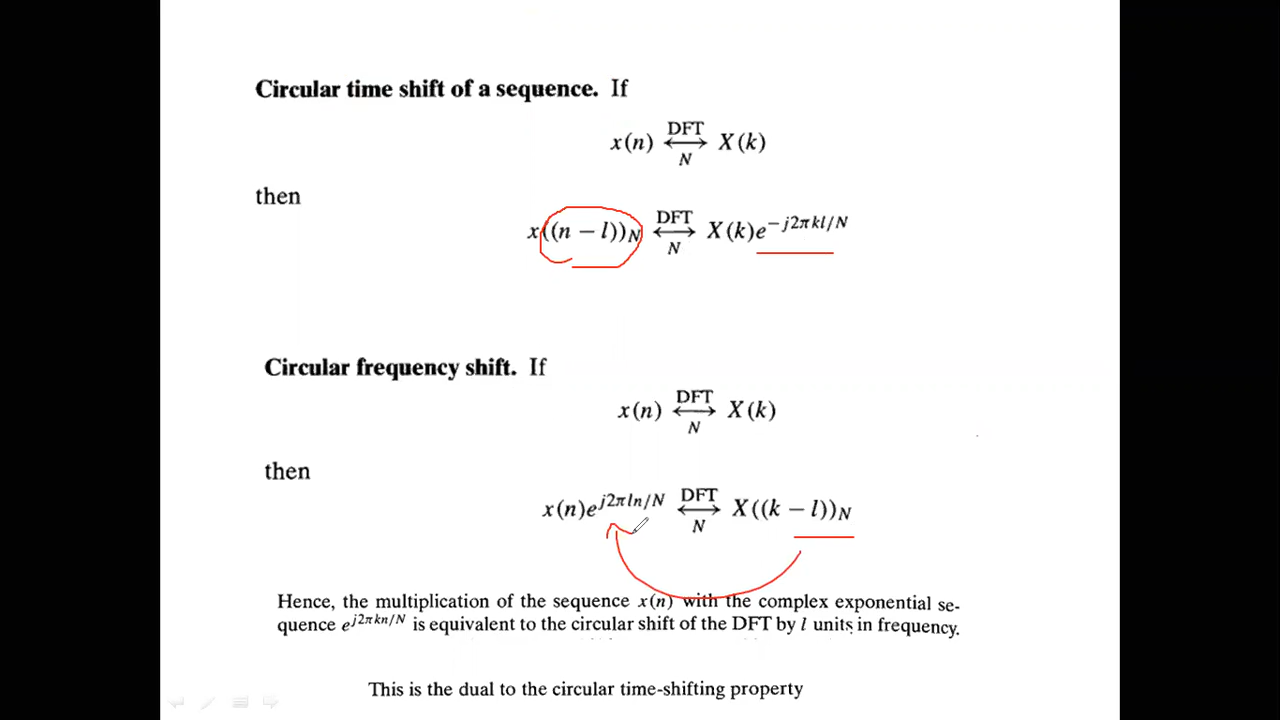 Circular time shift of a sequence. If
x(n) DFT ⟷ N X(k)
then
x((n − l))N DFT ⟷ N X(k)e^−j2πkl/N
Circular frequency shift. If
x(n) DFT ⟷ N X(k)
then
x(n)e^j2πln/N DFT ⟷ N X((k − l))N
Hence, the multiplication of the sequence x(n) with the complex exponential se-
quence e^j2πkn/N is equivalent to the circular shift of the DFT by l units in frequency.
This is the dual to the circular time-shifting property